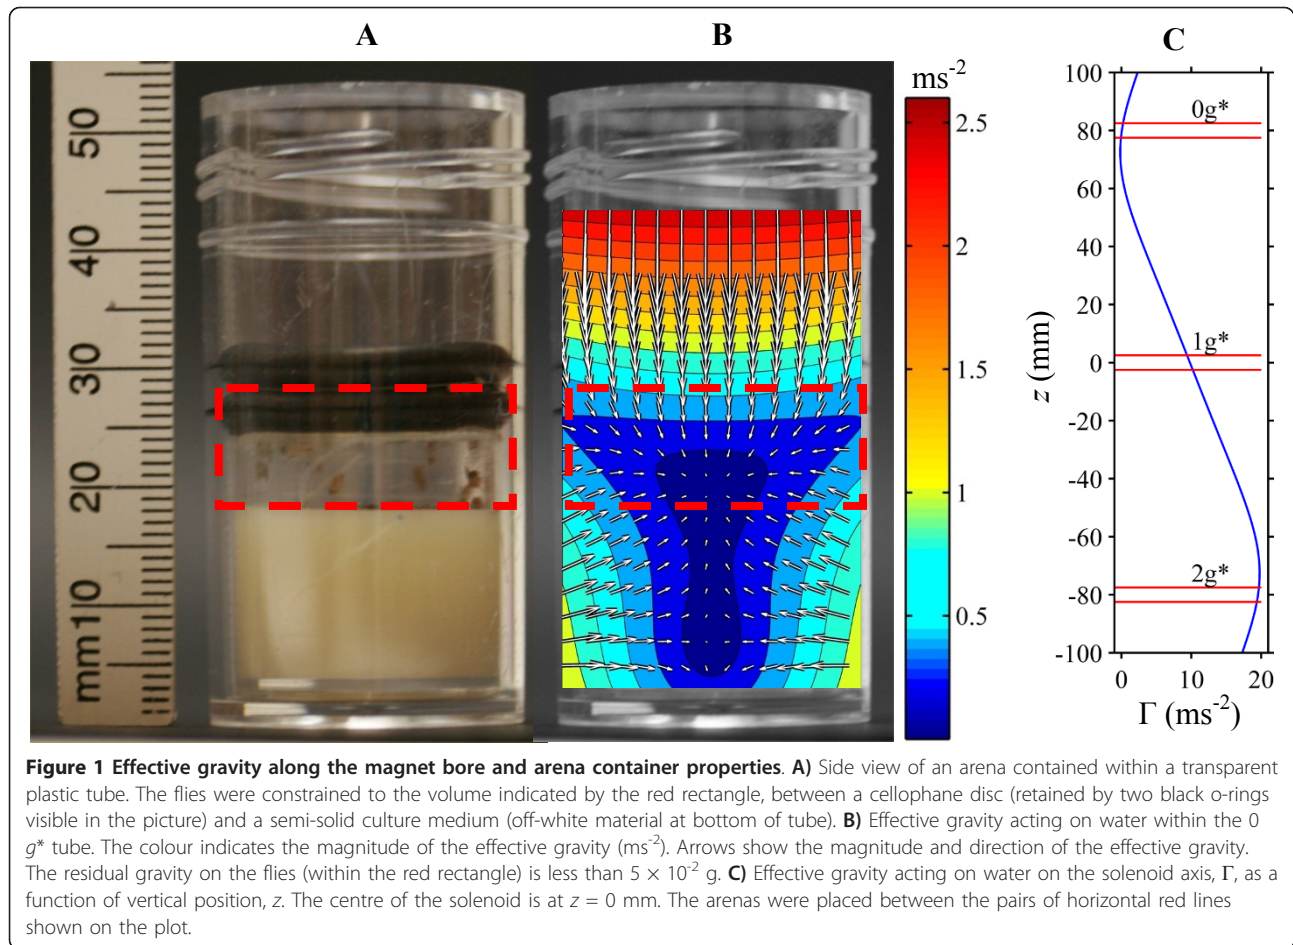 A
B
C
50
40
30
20
10
mm
ms-2
2.5
2
1.5
1
0.5
100
80
60
40
20
0
-20
-40
-60
-80
-100
z (mm)
0g*
1g*
2g*
0 10 20
Γ (ms-2)
Figure 1 Effective gravity along the magnet bore and arena container properties. A) Side view of an arena contained within a transparent
plastic tube. The flies were constrained to the volume indicated by the red rectangle, between a cellophane disc (retained by two black o-rings
visible in the picture) and a semi-solid culture medium (off-white material at bottom of tube). B) Effective gravity acting on water within the 0
g* tube. The colour indicates the magnitude of the effective gravity (ms-2). Arrows show the magnitude and direction of the effective gravity.
The residual gravity on the flies (within the red rectangle) is less than 5 × 10-2 g. C) Effective gravity acting on water on the solenoid axis, Γ, as a
function of vertical position, z. The centre of the solenoid is at z = 0 mm. The arenas were placed between the pairs of horizontal red lines
shown on the plot.